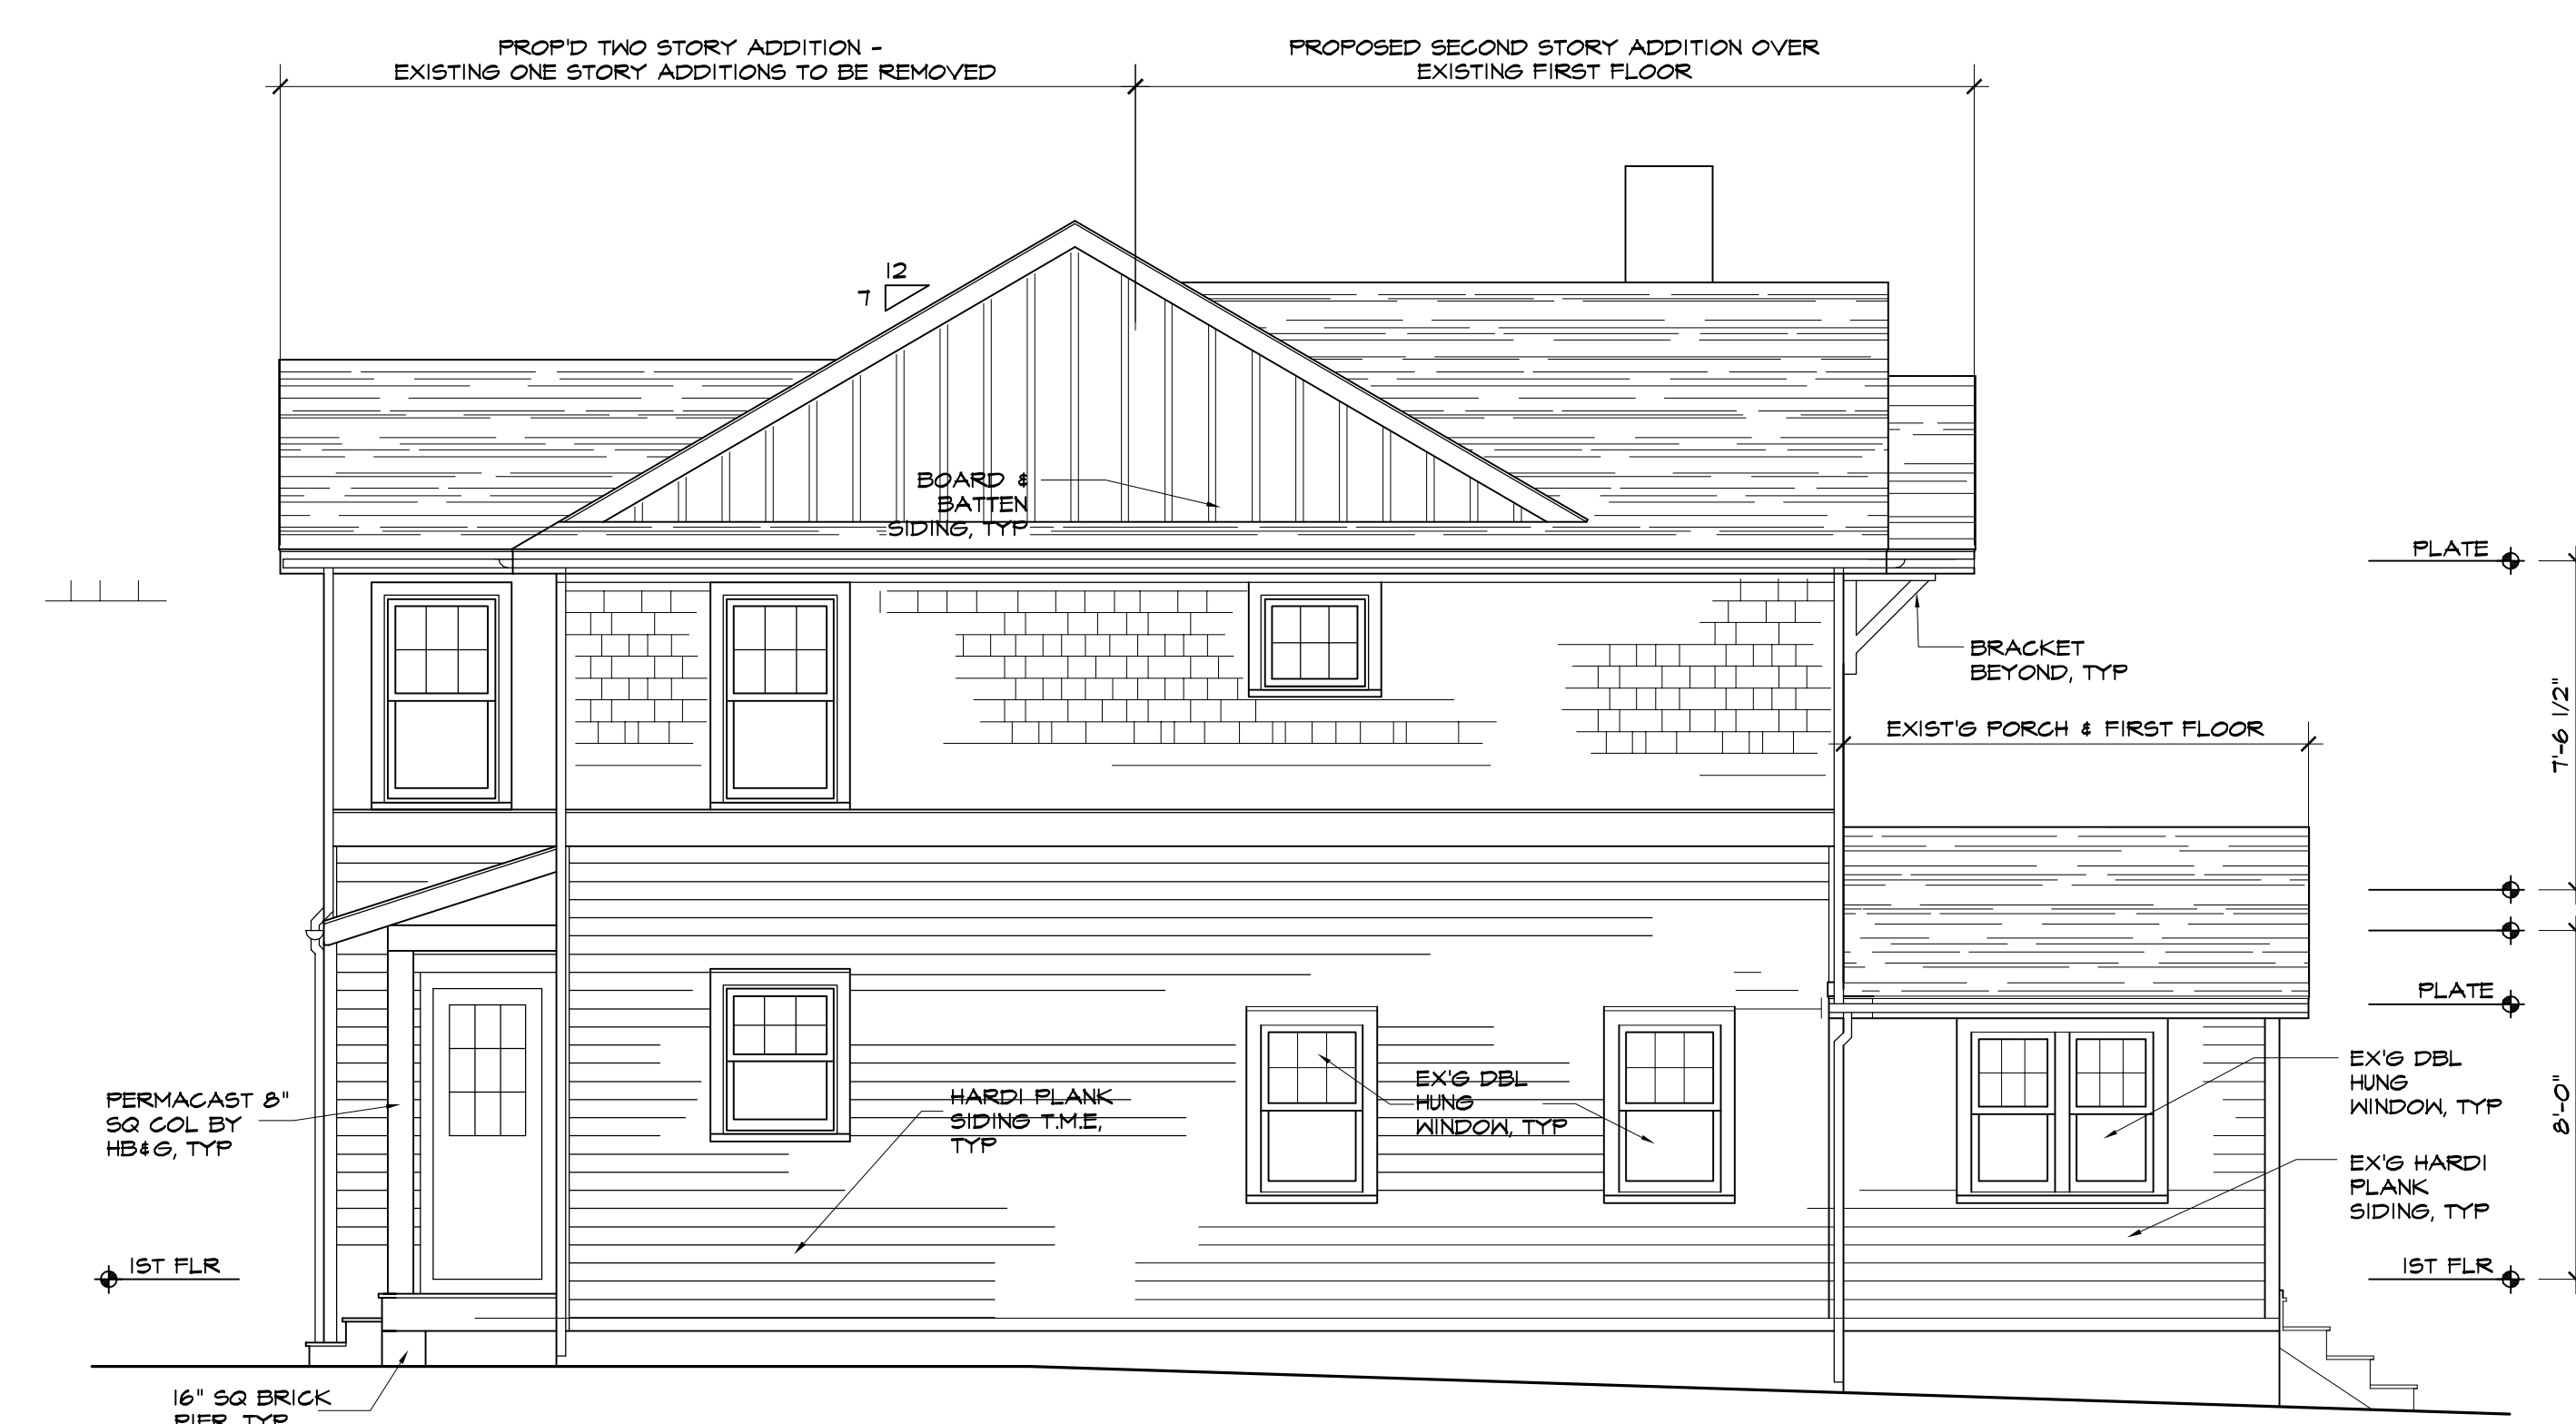 PROP'D TWO STORY ADDITION -
EXISTING ONE STORY ADDITIONS TO BE REMOVED
PROPOSED SECOND STORY ADDITION OVER
EXISTING FIRST FLOOR
12
7
BOARD &
BATTEN
SIDING, TYP
PLATE
BRACKET
BEYOND, TYP
7'-6 1/2"
EXIST'G PORCH & FIRST FLOOR
PLATE
PERMACAST 8"
SQ COL BY
HB&G, TYP
HARDI PLANK
SIDING T.M.E,
TYP
EX'G DBL
HUNG
WINDOW, TYP
EX'G DBL
HUNG
WINDOW, TYP
8'-0"
EX'G HARDI
PLANK
SIDING, TYP
1ST FLR
1ST FLR
16" SQ BRICK
PIER, TYP